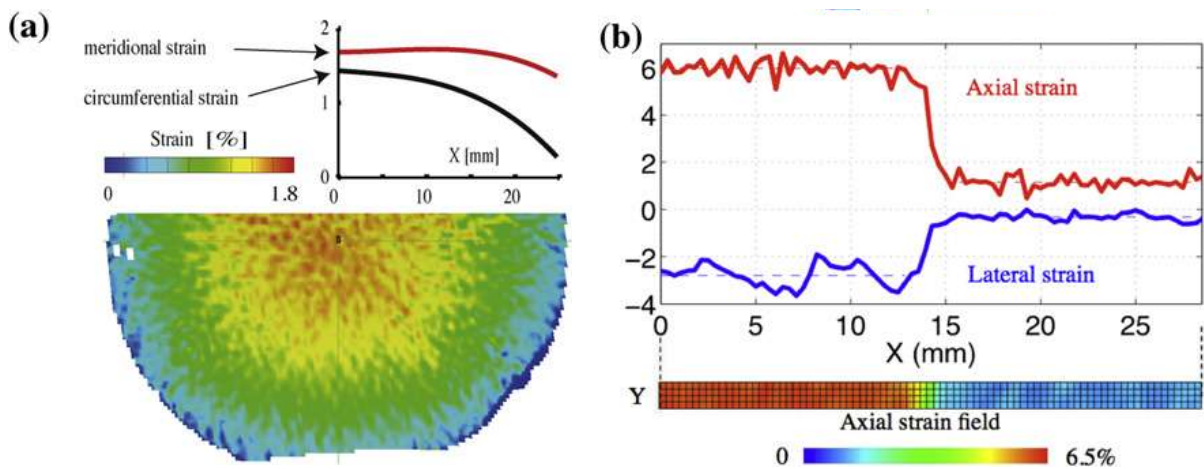 (a)
2
meridional strain
circumferential strain
1
Strain [%]
X [mm]
0
0
1.8
0
10
20
(b)
6
Axial strain
4
2
0
−2
Lateral strain
−4
0
5
10
15
20
25
X (mm)
Y
Axial strain field
0
6.5%